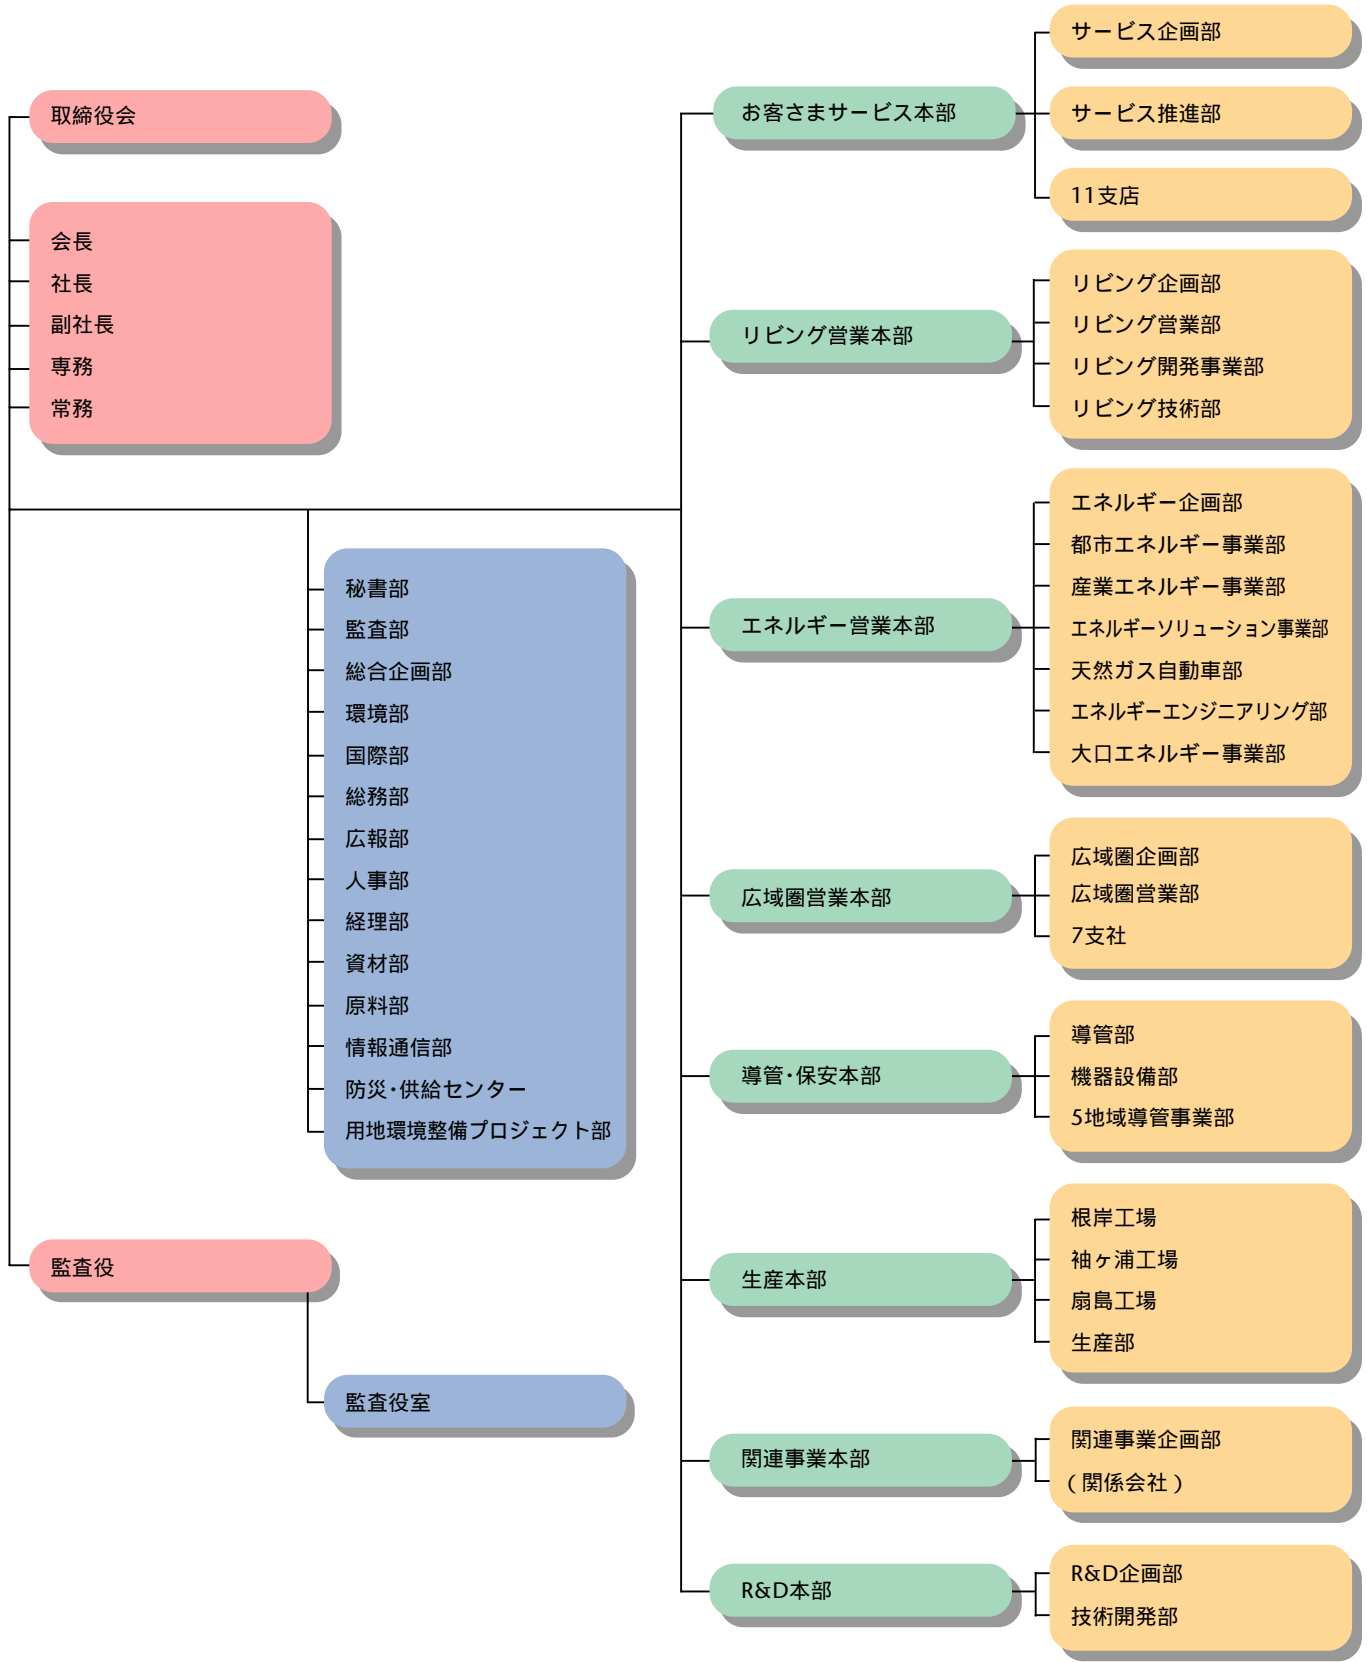 取締役会
会長
社長
副社長
専務
常務
秘書部
監査部
総合企画部
環境部
国際部
総務部
広報部
人事部
経理部
資材部
原料部
情報通信部
防災・供給センター
用地環境整備プロジェクト部
監査役
監査役室
お客さまサービス本部
サービス企画部
サービス推進部
11支店
リビング営業本部
リビング企画部
リビング営業部
リビング開発事業部
リビング技術部
エネルギー営業本部
エネルギー企画部
都市エネルギー事業部
産業エネルギー事業部
エネルギーソリューション事業部
天然ガス自動車部
エネルギーエンジニアリング部
大口エネルギー事業部
広域圏営業本部
広域圏企画部
広域圏営業部
7支社
導管・保安本部
導管部
機器設備部
5地域導管事業部
生産本部
根岸工場
袖ヶ浦工場
扇島工場
生産部
関連事業本部
関連事業企画部
(関係会社)
R&D本部
R&D企画部
技術開発部